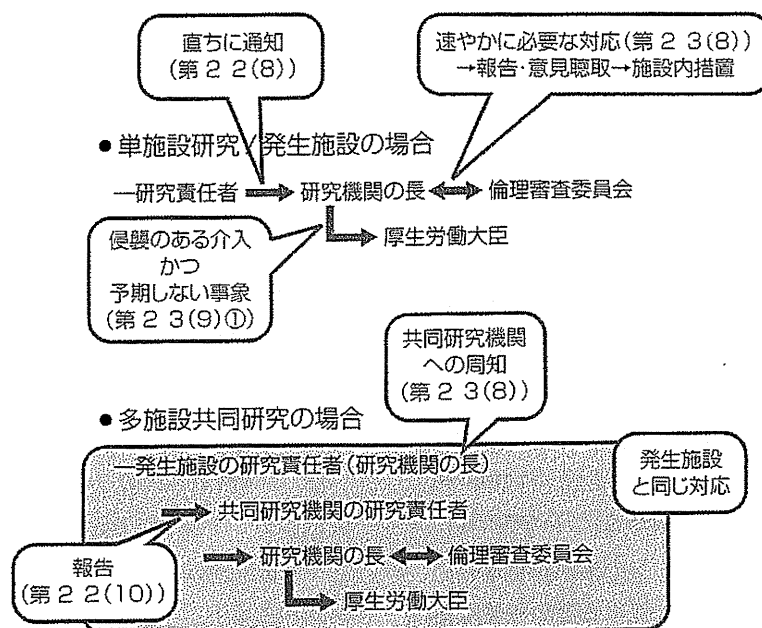 直ちに通知
(第2 2(8))
速やかに必要な対応(第2 3(8))
→報告・意見聴取→施設内措置
● 単施設研究/発生施設の場合
―研究責任者 ➡ 研究機関の長 ⬌ 倫理審査委員会
➡ 厚生労働大臣
侵襲のある介入
かつ
予期しない事象
(第2 3(9)①)
共同研究機関
への周知
(第2 3(8))
● 多施設共同研究の場合
―発生施設の研究責任者(研究機関の長)
発生施設
と同じ対応
➡ 共同研究機関の研究責任者
報告
(第2 2(10))
➡ 研究機関の長 ⬌ 倫理審査委員会
➡ 厚生労働大臣